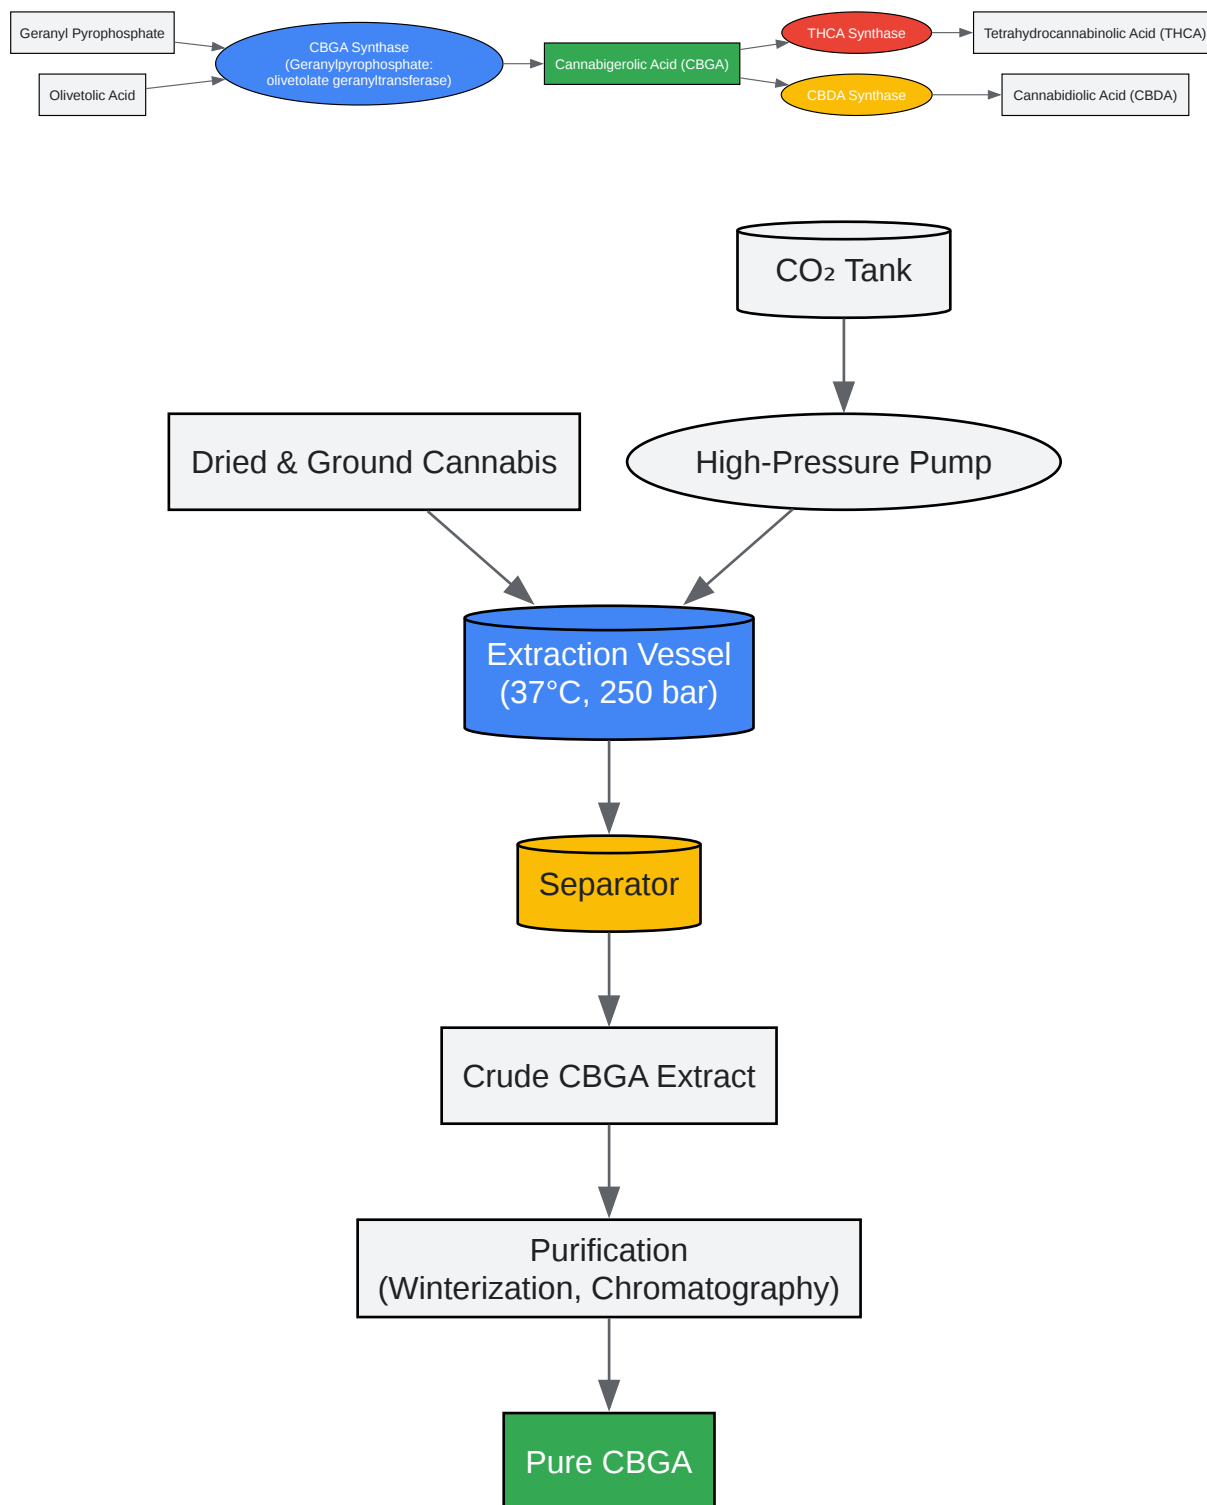 Geranyl Pyrophosphate
Olivetolic Acid
CBGA Synthase
(Geranylpyrophosphate:
olivetolate geranyltransferase)
Cannabigerolic Acid (CBGA)
THCA Synthase
Tetrahydrocannabinolic Acid (THCA)
CBDA Synthase
Cannabidiolic Acid (CBDA)
CO₂ Tank
Dried & Ground Cannabis
High-Pressure Pump
Extraction Vessel
(37°C, 250 bar)
Separator
Crude CBGA Extract
Purification
(Winterization, Chromatography)
Pure CBGA